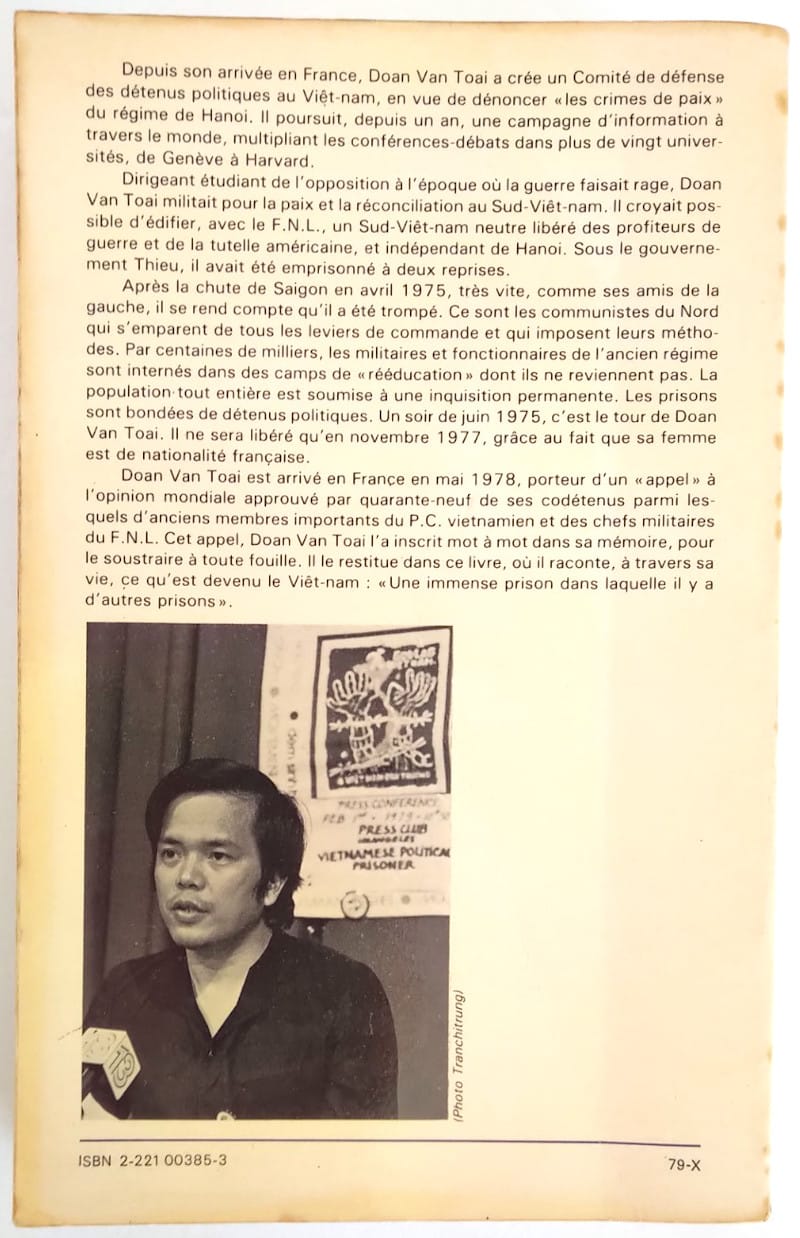 Depuis son arrivée en France, Doan Van Toai a crée un Comité de défense
des détenus politiques au Viêt-nam, en vue de dénoncer «les crimes de paix»
du régime de Hanoi. Il poursuit, depuis un an, une campagne d'information à
travers le monde, multipliant les conférences-débats dans plus de vingt univer-
sités, de Genève à Harvard.
Dirigeant étudiant de l'opposition à l'époque où la guerre faisait rage, Doan
Van Toai militait pour la paix et la réconciliation au Sud-Viêt-nam. Il croyait pos-
sible d'édifier, avec le F.N.L., un Sud-Viêt-nam neutre libéré des profiteurs de
guerre et de la tutelle américaine, et indépendant de Hanoi. Sous le gouverne-
ment Thieu, il avait été emprisonné à deux reprises.
Après la chute de Saigon en avril 1975, très vite, comme ses amis de la
gauche, il se rend compte qu'il a été trompé. Ce sont les communistes du Nord
qui s'emparent de tous les leviers de commande et qui imposent leurs métho-
des. Par centaines de milliers, les militaires et fonctionnaires de l'ancien régime
sont internés dans des camps de «rééducation» dont ils ne reviennent pas. La
population tout entière est soumise à une inquisition permanente. Les prisons
sont bondées de détenus politiques. Un soir de juin 1975, c'est le tour de Doan
Van Toai. Il ne sera libéré qu'en novembre 1977, grâce au fait que sa femme
est de nationalité française.
Doan Van Toai est arrivé en France en mai 1978, porteur d'un «appel» à
l'opinion mondiale approuvé par quarante-neuf de ses codétenus parmi les-
quels d'anciens membres importants du P.C. vietnamien et des chefs militaires
du F.N.L. Cet appel, Doan Van Toai l'a inscrit mot à mot dans sa mémoire, pour
le soustraire à toute fouille. Il le restitue dans ce livre, où il raconte, à travers sa
vie, ce qu'est devenu le Viêt-nam : «Une immense prison dans laquelle il y a
d'autres prisons».
PRESS CONFERENCE
FEB 1st - 1979
PRESS CLUB
LOS ANGELES
VIETNAMESE POLITICAL
PRISONER
13
(Photo Tranchitrung)
ISBN 2-221 00385-3
79-X